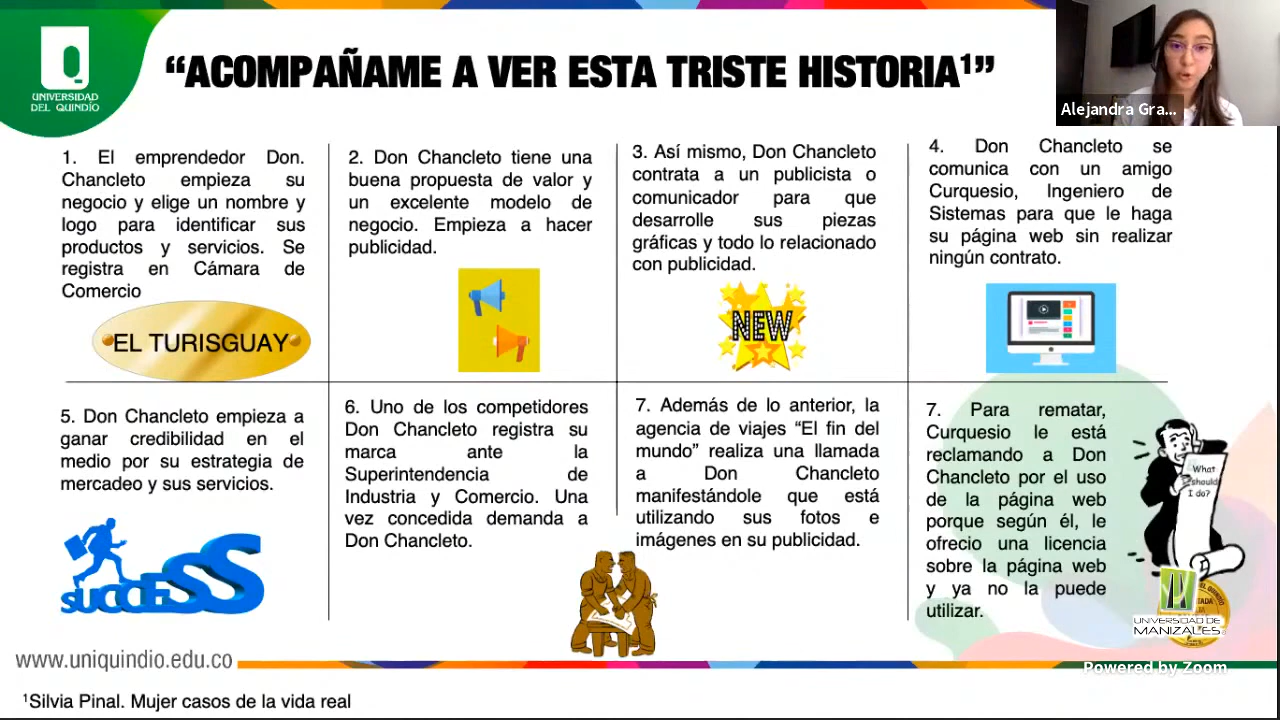 UNIVERSIDAD
DEL QUINDÍO
“ACOMPAÑAME A VER ESTA TRISTE HISTORIA¹”
Alejandra Gra...
1. El emprendedor Don.
Chancleto empieza su
negocio y elige un nombre y
logo para identificar sus
productos y servicios. Se
registra en Cámara de
Comercio
EL TURISGUAY
2. Don Chancleto tiene una
buena propuesta de valor y
un excelente modelo de
negocio. Empieza a hacer
publicidad.
3. Así mismo, Don Chancleto
contrata a un publicista o
comunicador para que
desarrolle sus piezas
gráficas y todo lo relacionado
con publicidad.
NEW
4. Don Chancleto se
comunica con un amigo
Curquesio, Ingeniero de
Sistemas para que le haga
su página web sin realizar
ningún contrato.
5. Don Chancleto empieza a
ganar credibilidad en el
medio por su estrategia de
mercadeo y sus servicios.
SUCCESS
6. Uno de los competidores
Don Chancleto registra su
marca ante la
Superintendencia de
Industria y Comercio. Una
vez concedida demanda a
Don Chancleto.
7. Además de lo anterior, la
agencia de viajes “El fin del
mundo” realiza una llamada
a Don Chancleto
manifestándole que está
utilizando sus fotos e
imágenes en su publicidad.
7. Para rematar,
Curquesio le está
reclamando a Don
Chancleto por el uso
de la página web
porque según él, le
ofrecio una licencia
sobre la página web
y ya no la puede
utilizar.
What
should
I do?
UNIVERSIDAD DE
MANIZALES
www.uniquindio.edu.co
Powered by Zoom
¹Silvia Pinal. Mujer casos de la vida real